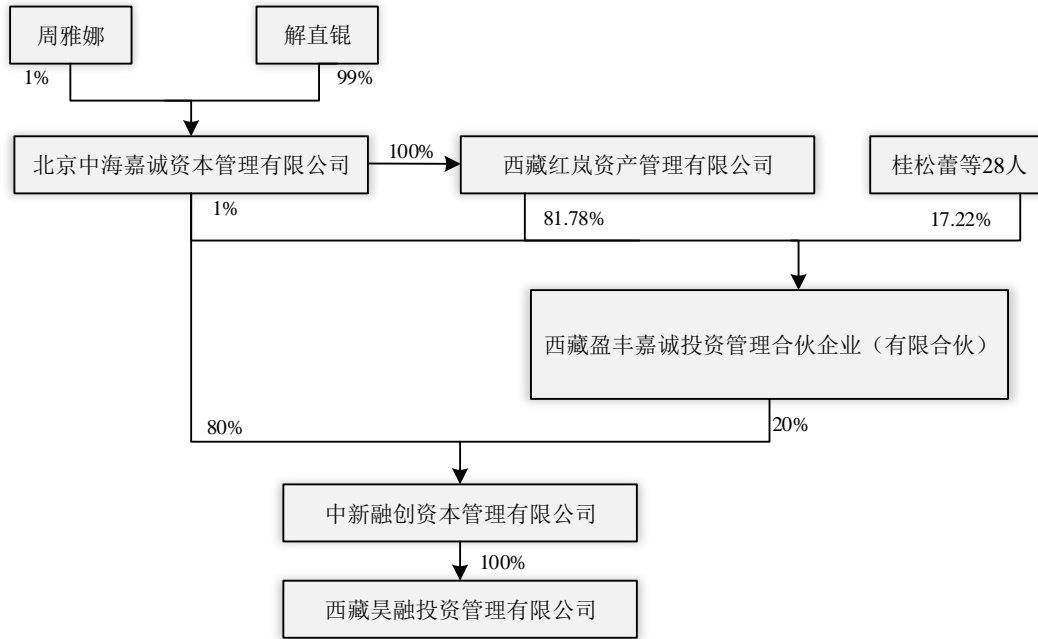 周雅娜
解直锟
1%
99%
北京中海嘉诚资本管理有限公司
100%
西藏红岚资产管理有限公司
桂松蕾等28人
1%
81.78%
17.22%
西藏盈丰嘉诚投资管理合伙企业（有限合伙）
80%
20%
中新融创资本管理有限公司
100%
西藏昊融投资管理有限公司